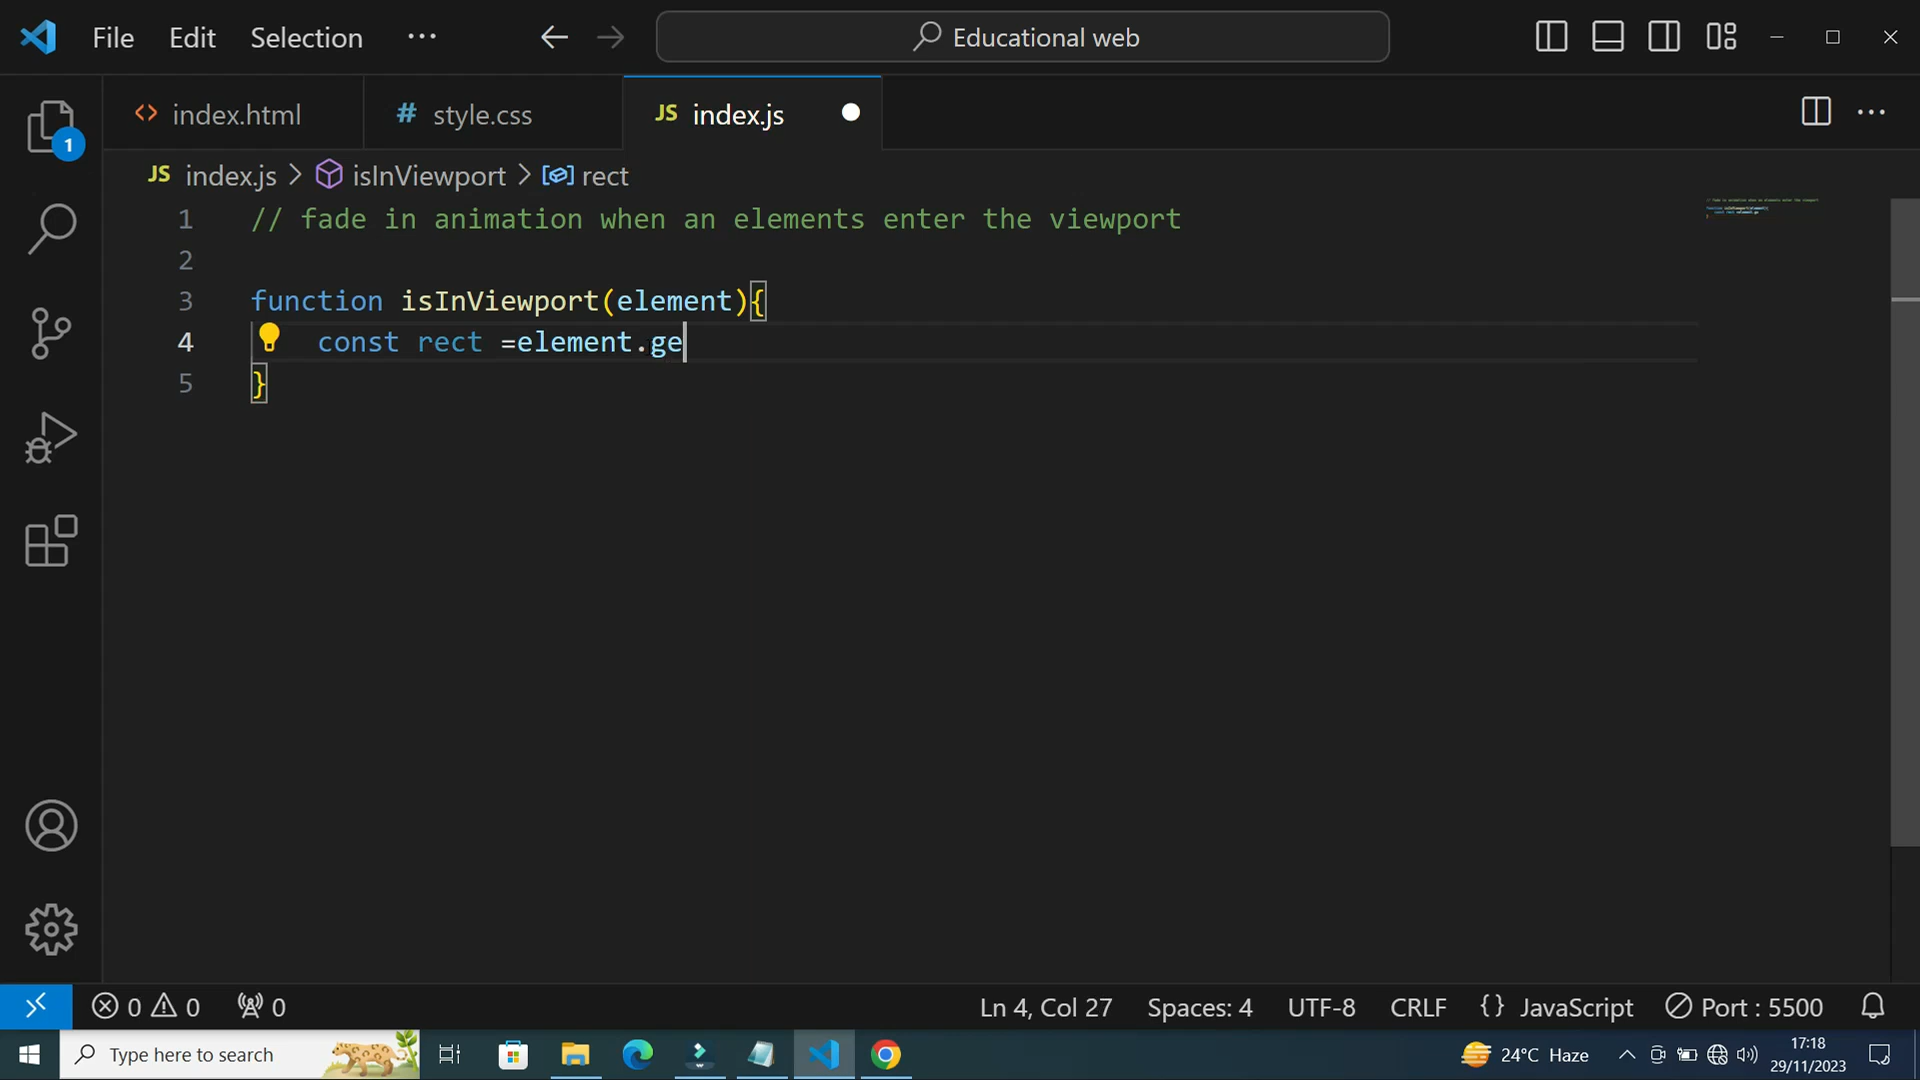 File Edit Selection ··· Educational web
index.html # style.css JS index.js
1
JS index.js > isInViewport > rect
1 // fade in animation when an elements enter the viewport
2
3 function isInViewport(element){
4 const rect =element.ge
5 }
0 0 0 Ln 4, Col 27 Spaces: 4 UTF-8 CRLF {} JavaScript Port : 5500
Type here to search 24°C Haze 17:18
29/11/2023